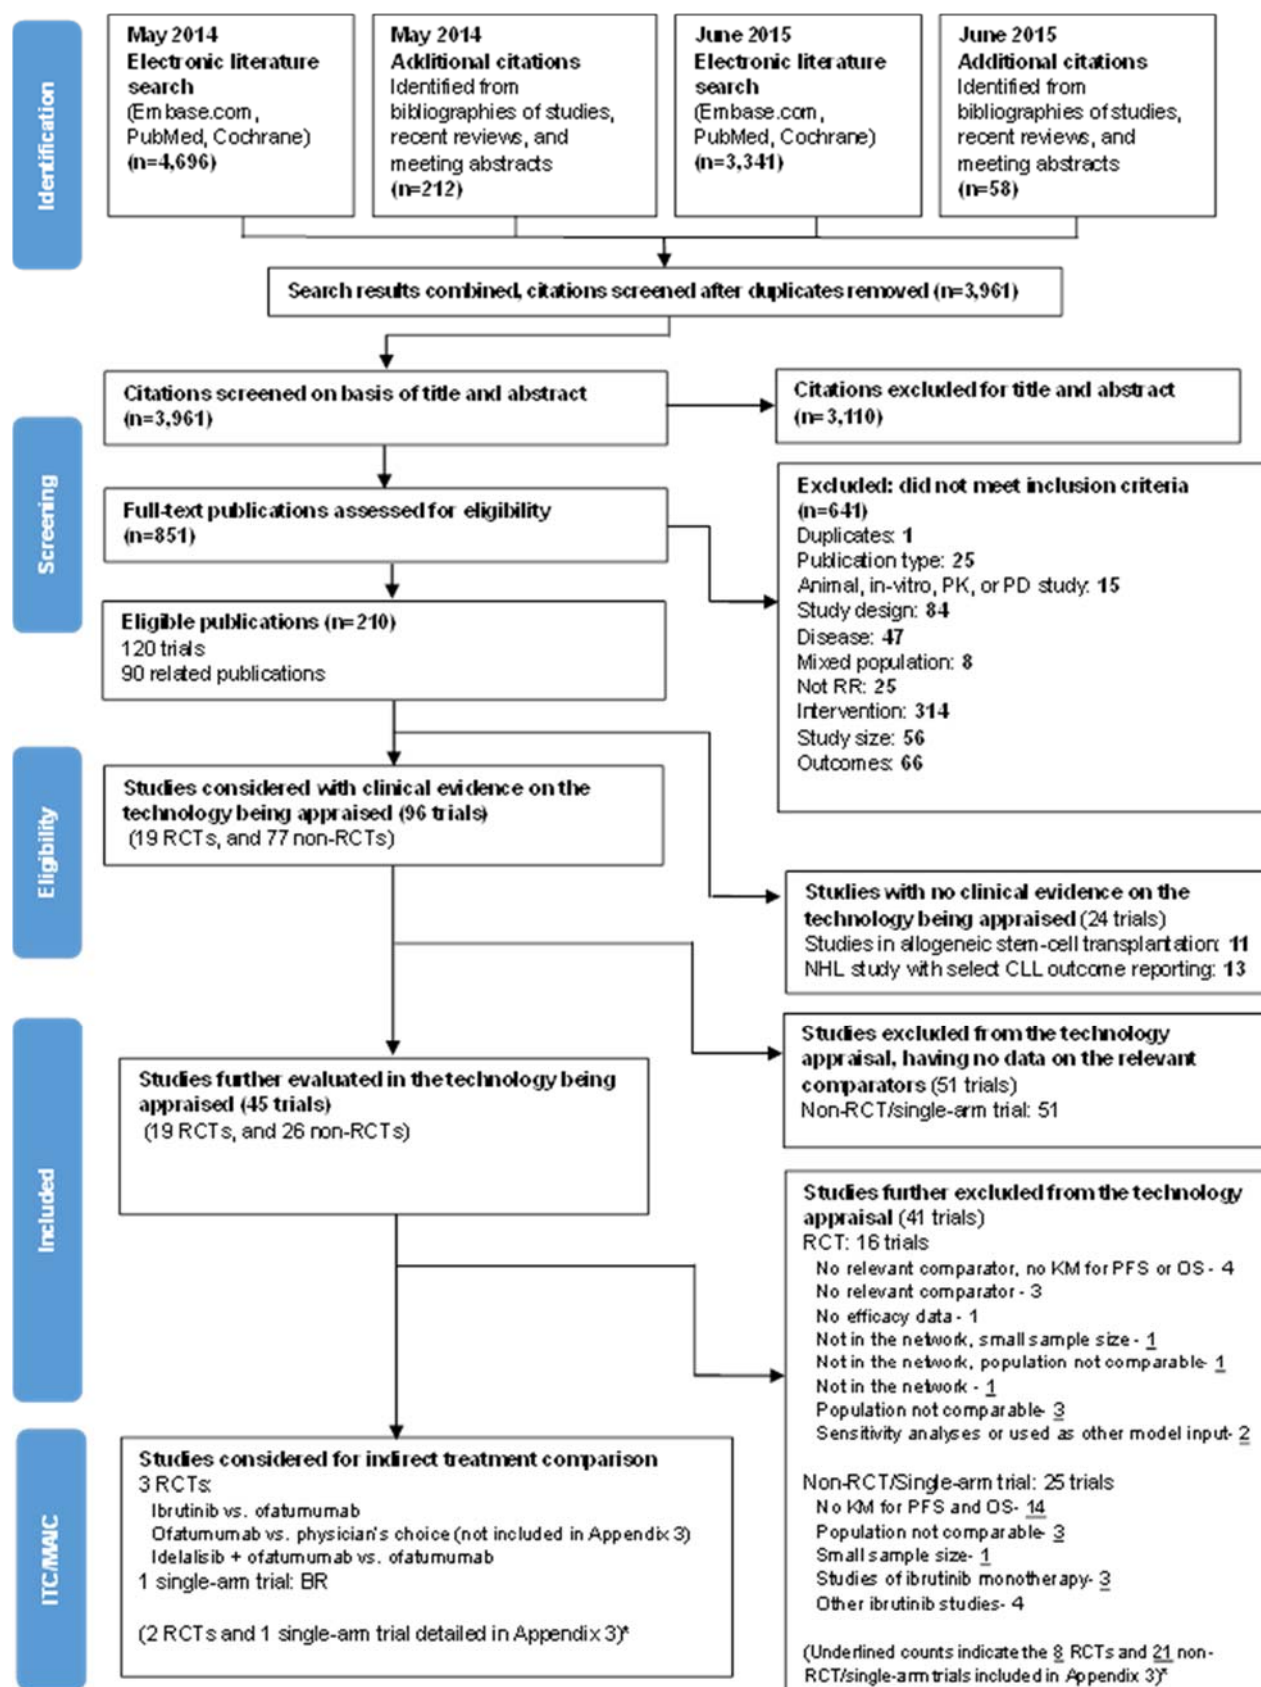 Identification
May 2014
Electronic literature
search
(Embase.com,
PubMed, Cochrane)
(n=4,696)
May 2014
Additional citations
Identified from
bibliographies of studies,
recent reviews, and
meeting abstracts
(n=212)
June 2015
Electronic literature
search
(Embase.com,
PubMed, Cochrane)
(n=3,341)
June 2015
Additional citations
Identified from
bibliographies of studies,
recent reviews, and
meeting abstracts
(n=58)
Search results combined, citations screened after duplicates removed (n=3,961)
Screening
Citations screened on basis of title and abstract
(n=3,961)
Citations excluded for title and abstract
(n=3,110)
Full-text publications assessed for eligibility
(n=851)
Excluded: did not meet inclusion criteria
(n=641)
Duplicates: 1
Publication type: 25
Animal, in-vitro, PK, or PD study: 15
Study design: 84
Disease: 47
Mixed population: 8
Not RR: 25
Intervention: 314
Study size: 56
Outcomes: 66
Eligible publications (n=210)
120 trials
90 related publications
Eligibility
Studies considered with clinical evidence on the
technology being appraised (96 trials)
(19 RCTs, and 77 non-RCTs)
Studies with no clinical evidence on the
technology being appraised (24 trials)
Studies in allogeneic stem-cell transplantation: 11
NHL study with select CLL outcome reporting: 13
Studies excluded from the technology
appraisal, having no data on the relevant
comparators (51 trials)
Non-RCT/single-arm trial: 51
Included
Studies further evaluated in the technology being
appraised (45 trials)
(19 RCTs, and 26 non-RCTs)
Studies further excluded from the technology
appraisal (41 trials)
RCT: 16 trials
No relevant comparator, no KM for PFS or OS- 4
No relevant comparator - 3
No efficacy data - 1
Not in the network, small sample size - 1
Not in the network, population not comparable- 1
Not in the network - 1
Population not comparable- 3
Sensitivity analyses or used as other model input- 2
Non-RCT/Single-arm trial: 25 trials
No KM for PFS and OS- 14
Population not comparable- 3
Small sample size- 1
Studies of ibrutinib monotherapy- 3
Other ibrutinib studies- 4
(Underlined counts indicate the 8 RCTs and 21 non-
RCT/single-arm trials included in Appendix 3)*
ITC/MAIC
Studies considered for indirect treatment comparison
3 RCTs:
Ibrutinib vs. ofatumumab
Ofatumumab vs. physician's choice (not included in Appendix 3)
Idelalisib + ofatumumab vs. ofatumumab
1 single-arm trial: BR
(2 RCTs and 1 single-arm trial detailed in Appendix 3)*